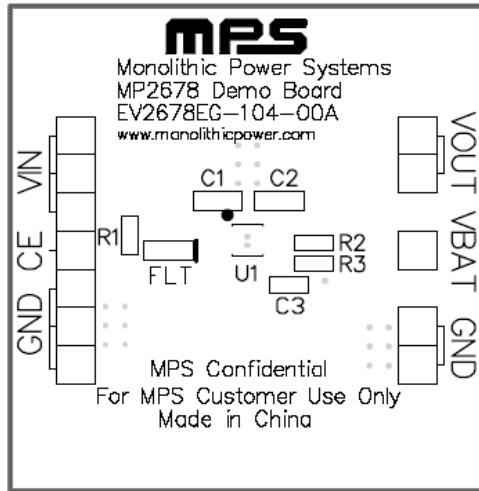 mps
Monolithic Power Systems
MP2678 Demo Board
EV2678EG-104-00A
www.monolithicpower.com
VIN
CE
GND
C1
C2
R1
FLT
U1
R2
R3
C3
VOUT
VBAT
GND
MPS Confidential
For MPS Customer Use Only
Made in China